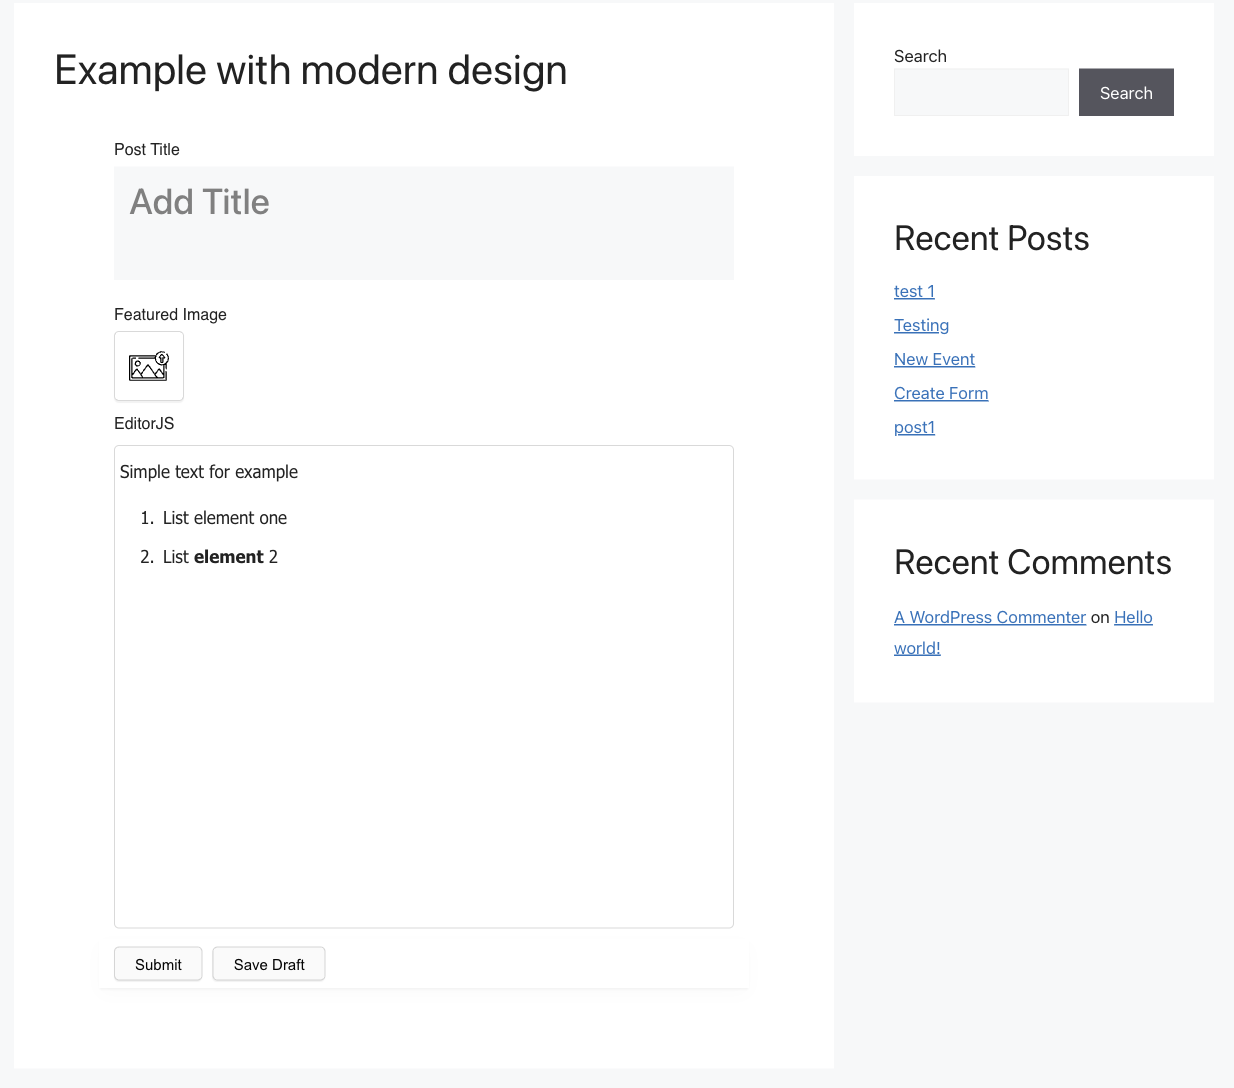 Example with modern design
Post Title
Add Title
Featured Image
EditorJS
Simple text for example
1. List element one
2. List element 2
Submit
Save Draft
Search
Search
Recent Posts
test 1
Testing
New Event
Create Form
post1
Recent Comments
A WordPress Commenter on Hello
world!